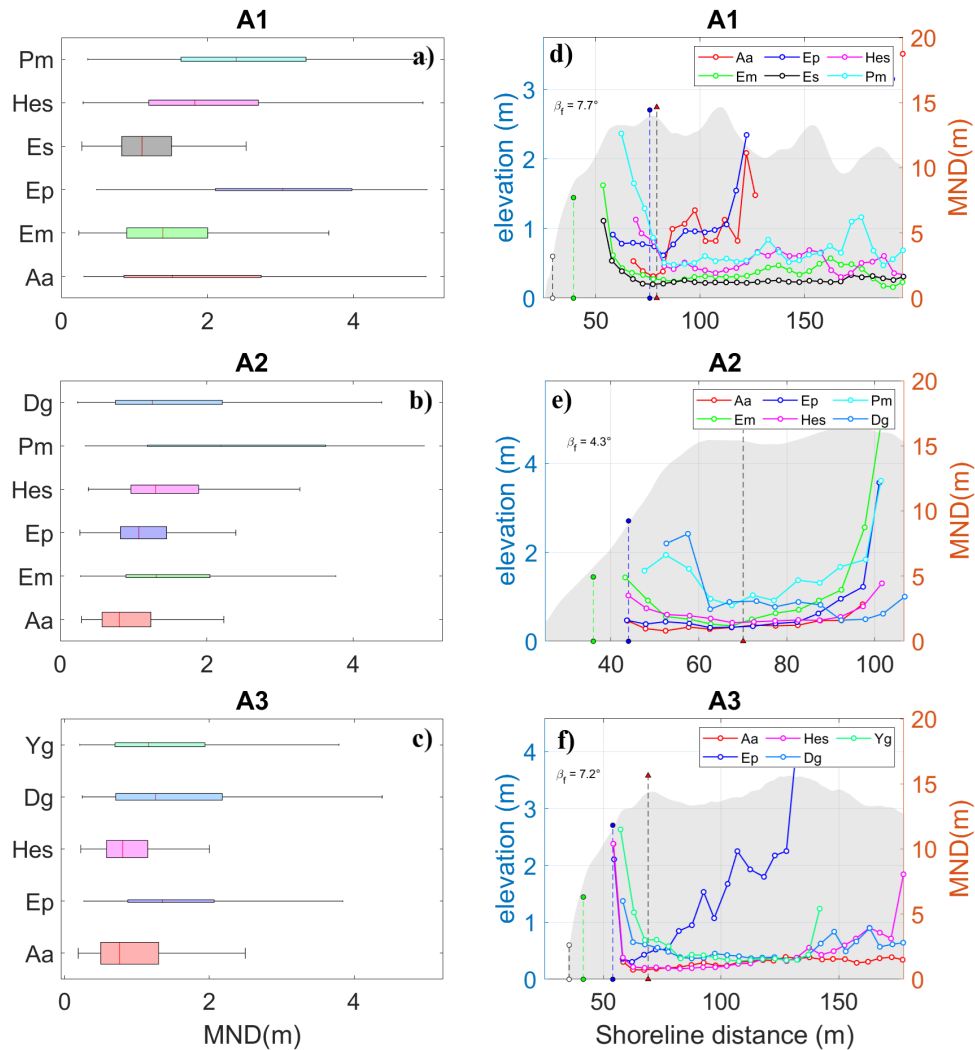 A1
a)
Pm
Hes
Es
Ep
Em
Aa
0 2 4
A1
d)
Aa Ep Hes
Em Es Pm
βf = 7.7°
elevation (m)
3
2
1
0
MND(m)
20
15
10
5
0
50 100 150
A2
b)
Dg
Pm
Hes
Ep
Em
Aa
0 2 4
A2
e)
Aa Ep Pm
Em Hes Dg
βf = 4.3°
elevation (m)
4
2
0
MND(m)
20
15
10
5
0
40 60 80 100
A3
c)
Yg
Dg
Hes
Ep
Aa
0 2 4
MND(m)
A3
f)
Aa Hes Yg
Ep Dg
βf = 7.2°
elevation (m)
4
3
2
1
0
MND(m)
20
15
10
5
0
50 100 150
Shoreline distance (m)